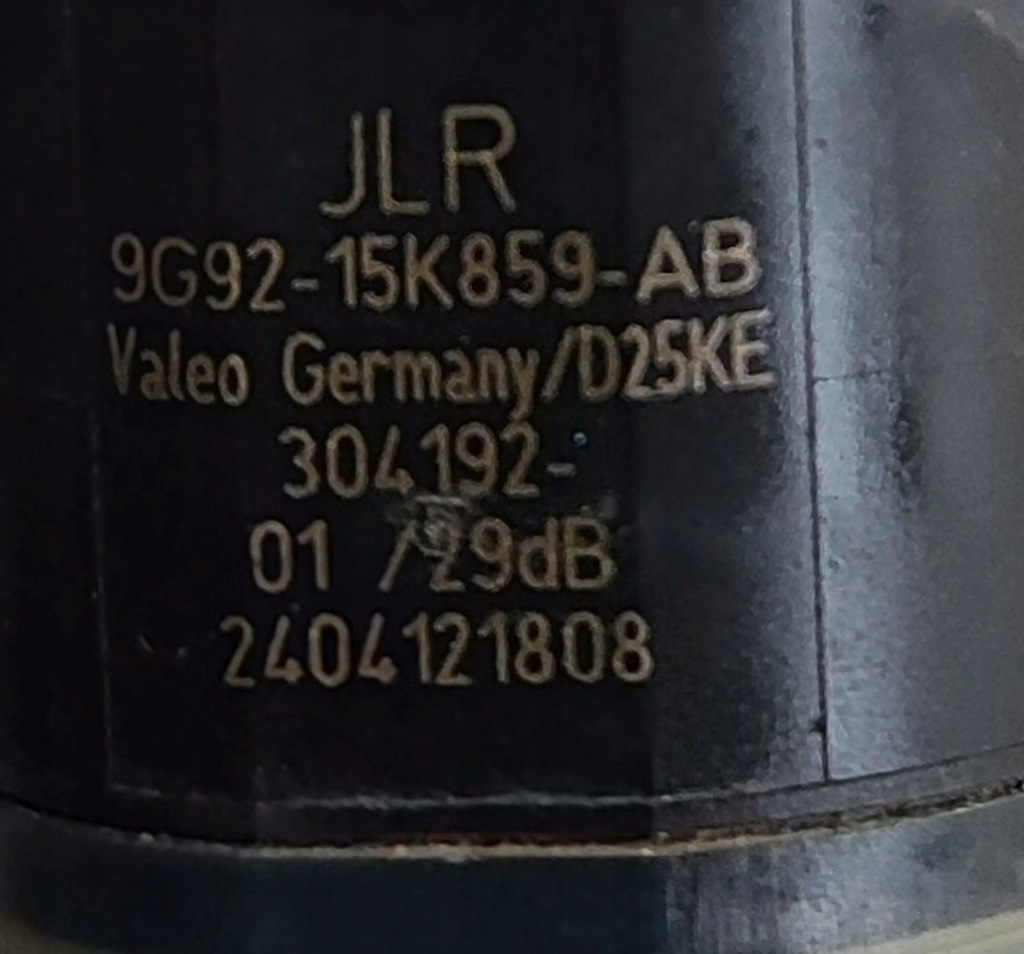 JLR
9G92-15K859-AB
Valeo Germany/D25KE
304192-
01 /29dB
2404121808